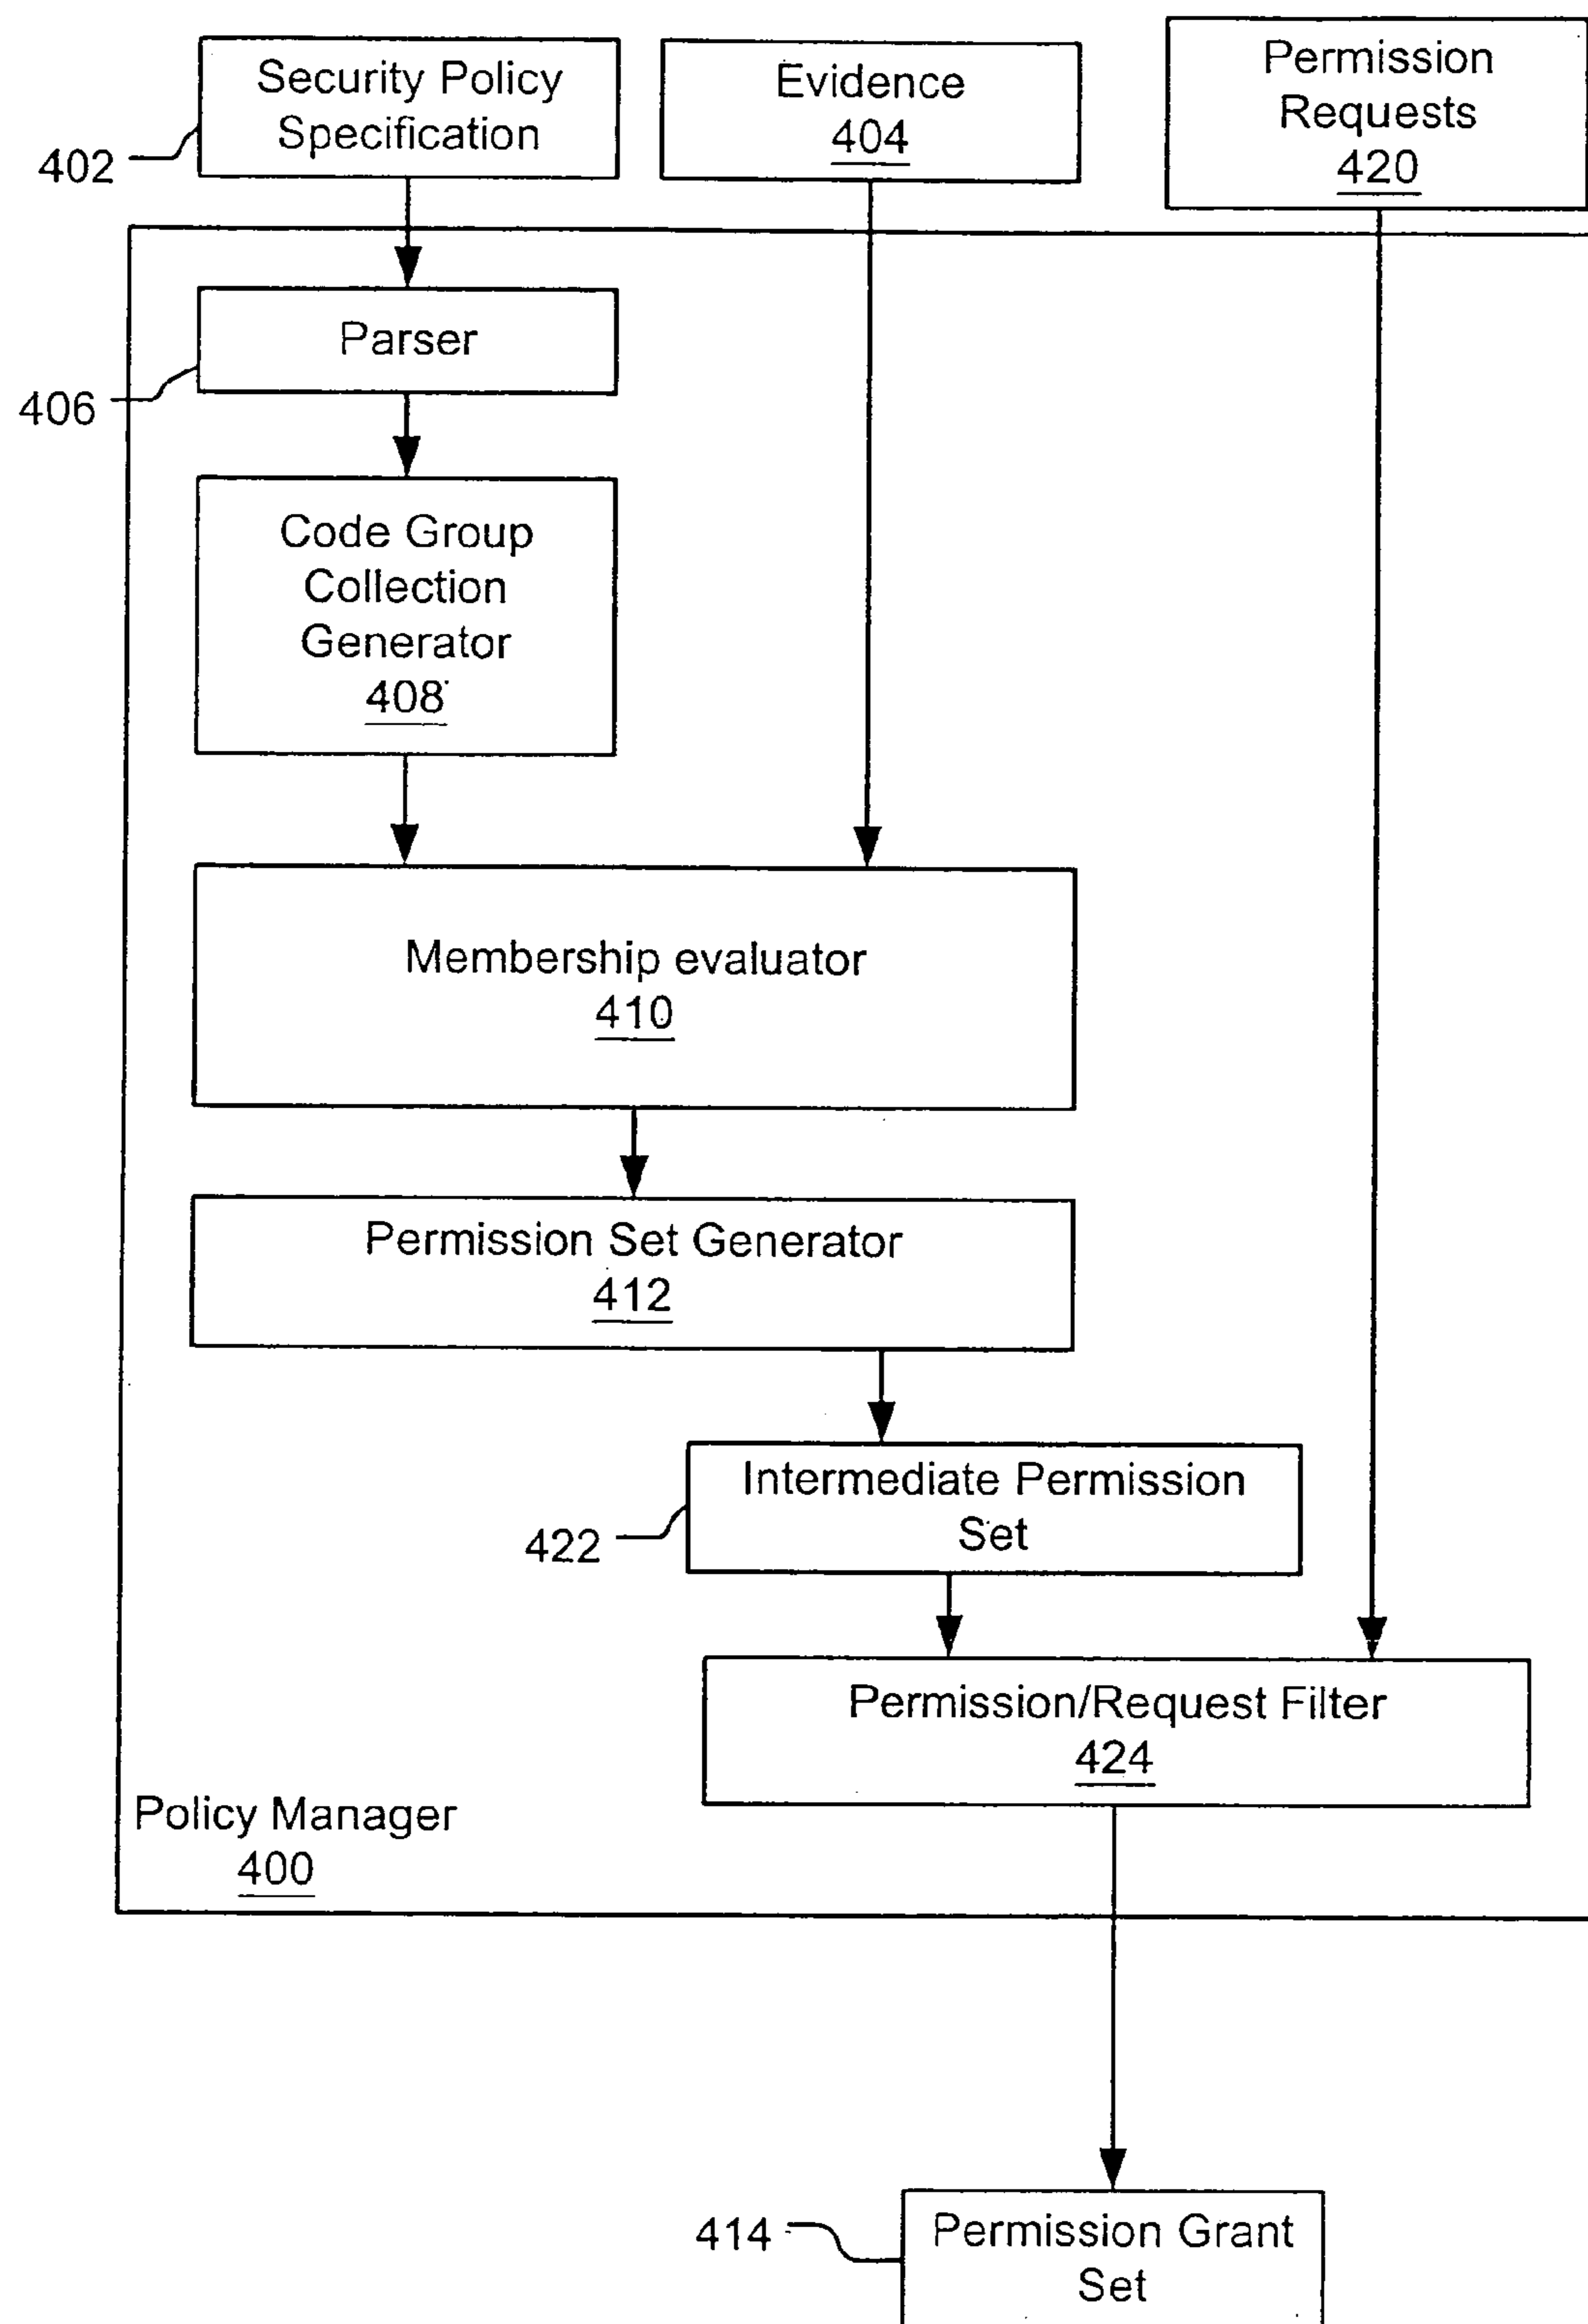 Security Policy
Specification
402
Evidence
404
Permission
Requests
420
Parser
406
Code Group
Collection
Generator
408
Membership evaluator
410
Permission Set Generator
412
Intermediate Permission
Set
422
Permission/Request Filter
424
Policy Manager
400
414
Permission Grant
Set